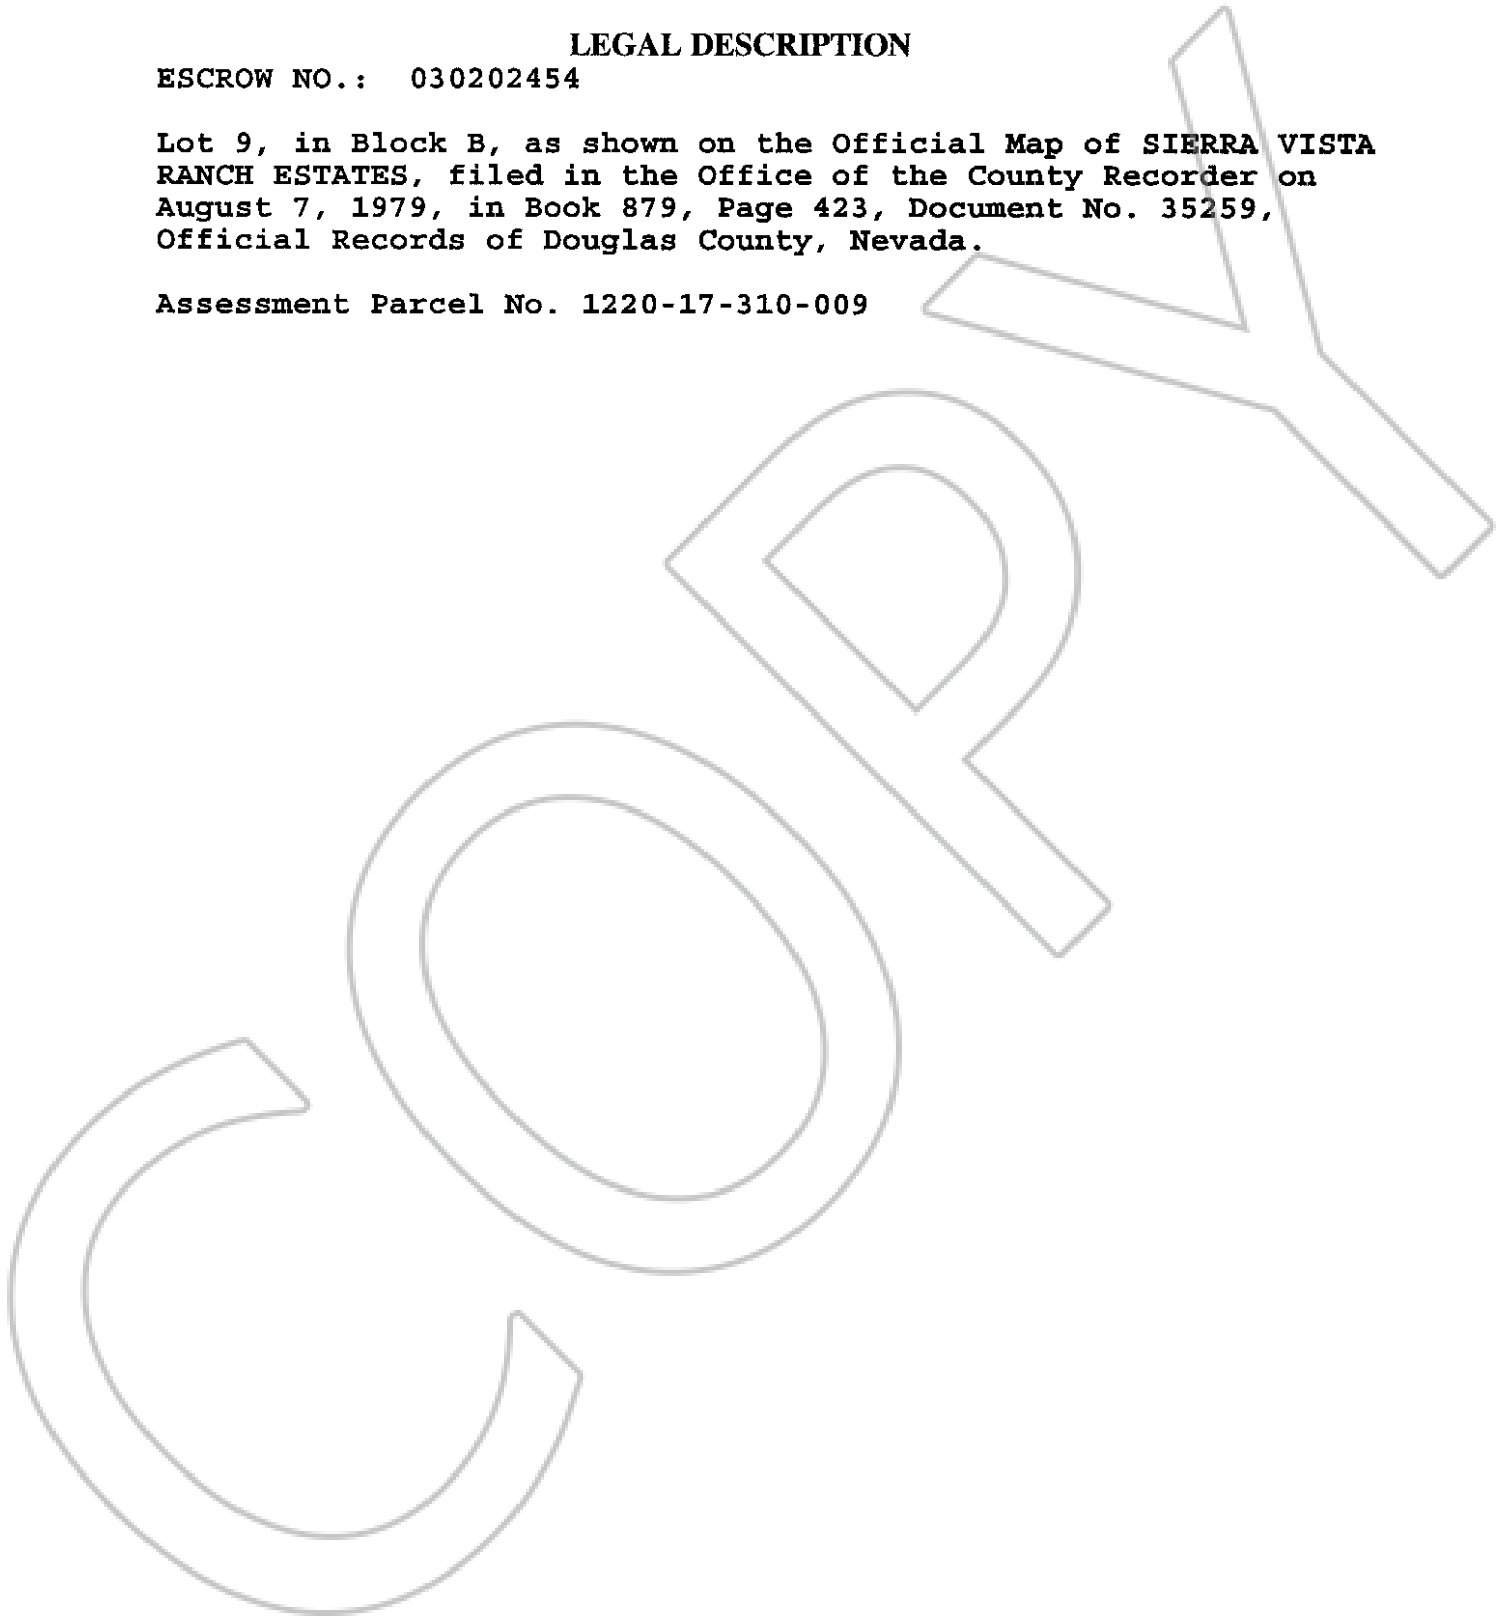 LEGAL DESCRIPTION
ESCROW NO.: 030202454
Lot 9, in Block B, as shown on the Official Map of SIERRA VISTA
RANCH ESTATES, filed in the Office of the County Recorder on
August 7, 1979, in Book 879, Page 423, Document No. 35259,
Official Records of Douglas County, Nevada.
Assessment Parcel No. 1220-17-310-009
COPY